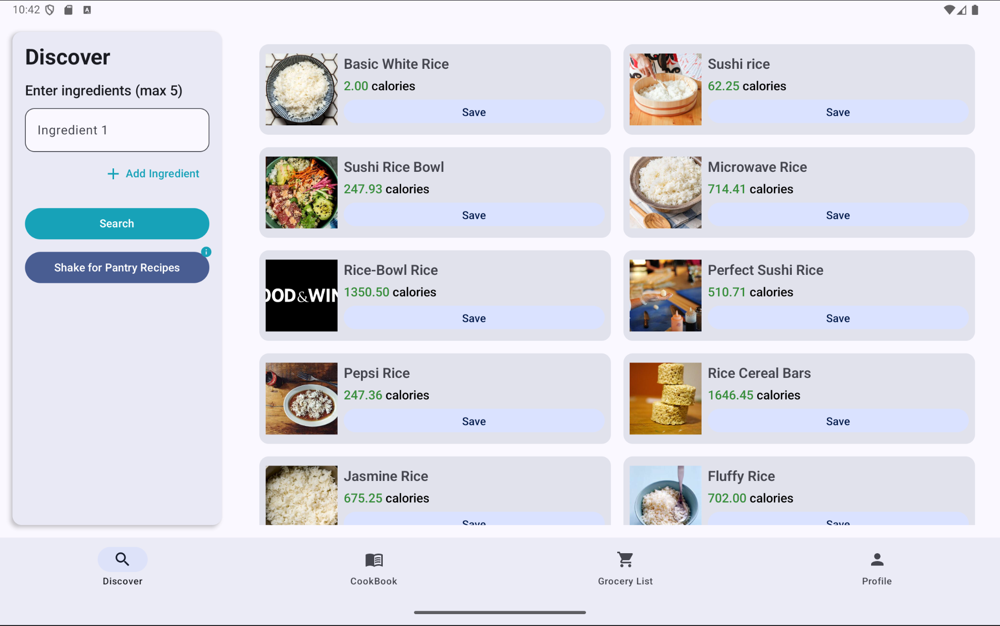 10:42
Discover
Enter ingredients (max 5)
Ingredient 1
+ Add Ingredient
Search
i
Shake for Pantry Recipes
Basic White Rice
2.00 calories
Save
Sushi rice
62.25 calories
Save
Sushi Rice Bowl
247.93 calories
Save
Microwave Rice
714.41 calories
Save
OOD&WIN
Rice-Bowl Rice
1350.50 calories
Save
Perfect Sushi Rice
510.71 calories
Save
Pepsi Rice
247.36 calories
Save
Rice Cereal Bars
1646.45 calories
Save
Jasmine Rice
675.25 calories
Save
Fluffy Rice
702.00 calories
Save
Discover
CookBook
Grocery List
Profile